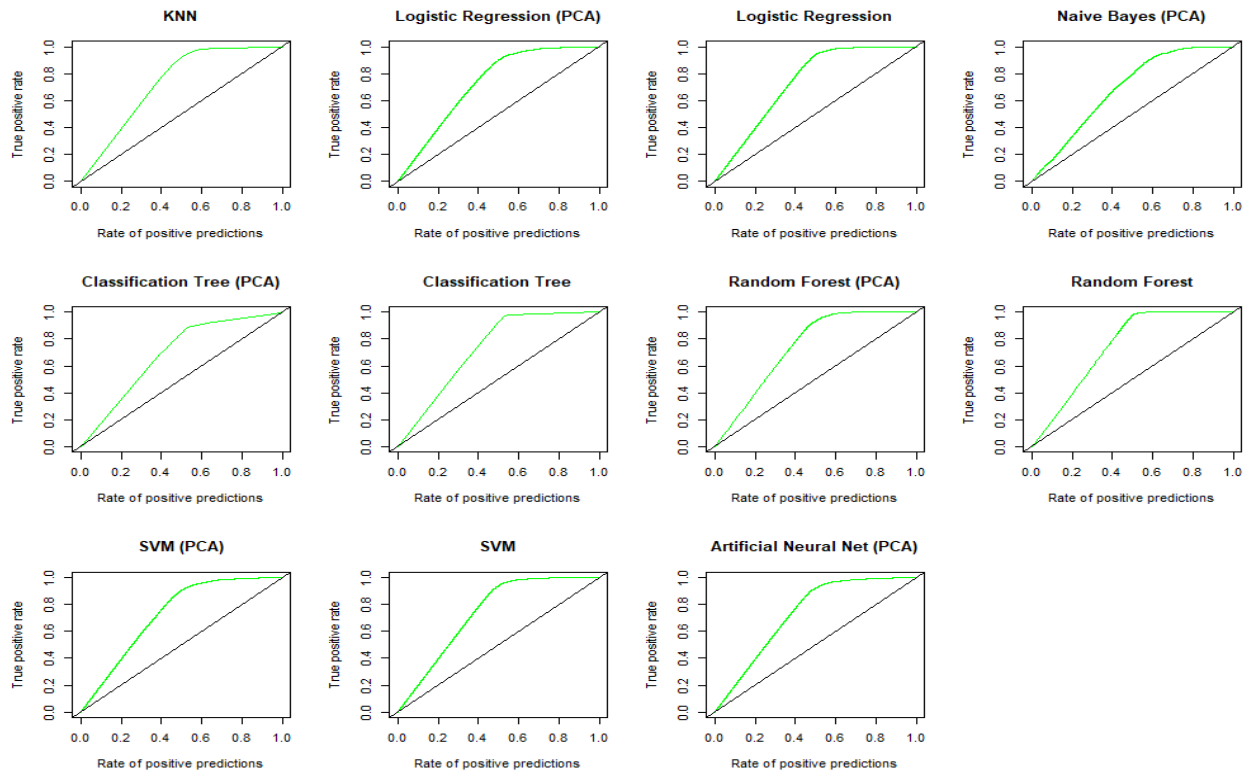 KNN
True positive rate
0.0 0.2 0.4 0.6 0.8 1.0
0.0 0.2 0.4 0.6 0.8 1.0
Rate of positive predictions
Logistic Regression (PCA)
True positive rate
0.0 0.2 0.4 0.6 0.8 1.0
0.0 0.2 0.4 0.6 0.8 1.0
Rate of positive predictions
Logistic Regression
True positive rate
0.0 0.2 0.4 0.6 0.8 1.0
0.0 0.2 0.4 0.6 0.8 1.0
Rate of positive predictions
Naive Bayes (PCA)
True positive rate
0.0 0.2 0.4 0.6 0.8 1.0
0.0 0.2 0.4 0.6 0.8 1.0
Rate of positive predictions
Classification Tree (PCA)
True positive rate
0.0 0.2 0.4 0.6 0.8 1.0
0.0 0.2 0.4 0.6 0.8 1.0
Rate of positive predictions
Classification Tree
True positive rate
0.0 0.2 0.4 0.6 0.8 1.0
0.0 0.2 0.4 0.6 0.8 1.0
Rate of positive predictions
Random Forest (PCA)
True positive rate
0.0 0.2 0.4 0.6 0.8 1.0
0.0 0.2 0.4 0.6 0.8 1.0
Rate of positive predictions
Random Forest
True positive rate
0.0 0.2 0.4 0.6 0.8 1.0
0.0 0.2 0.4 0.6 0.8 1.0
Rate of positive predictions
SVM (PCA)
True positive rate
0.0 0.2 0.4 0.6 0.8 1.0
0.0 0.2 0.4 0.6 0.8 1.0
Rate of positive predictions
SVM
True positive rate
0.0 0.2 0.4 0.6 0.8 1.0
0.0 0.2 0.4 0.6 0.8 1.0
Rate of positive predictions
Artificial Neural Net (PCA)
True positive rate
0.0 0.2 0.4 0.6 0.8 1.0
0.0 0.2 0.4 0.6 0.8 1.0
Rate of positive predictions